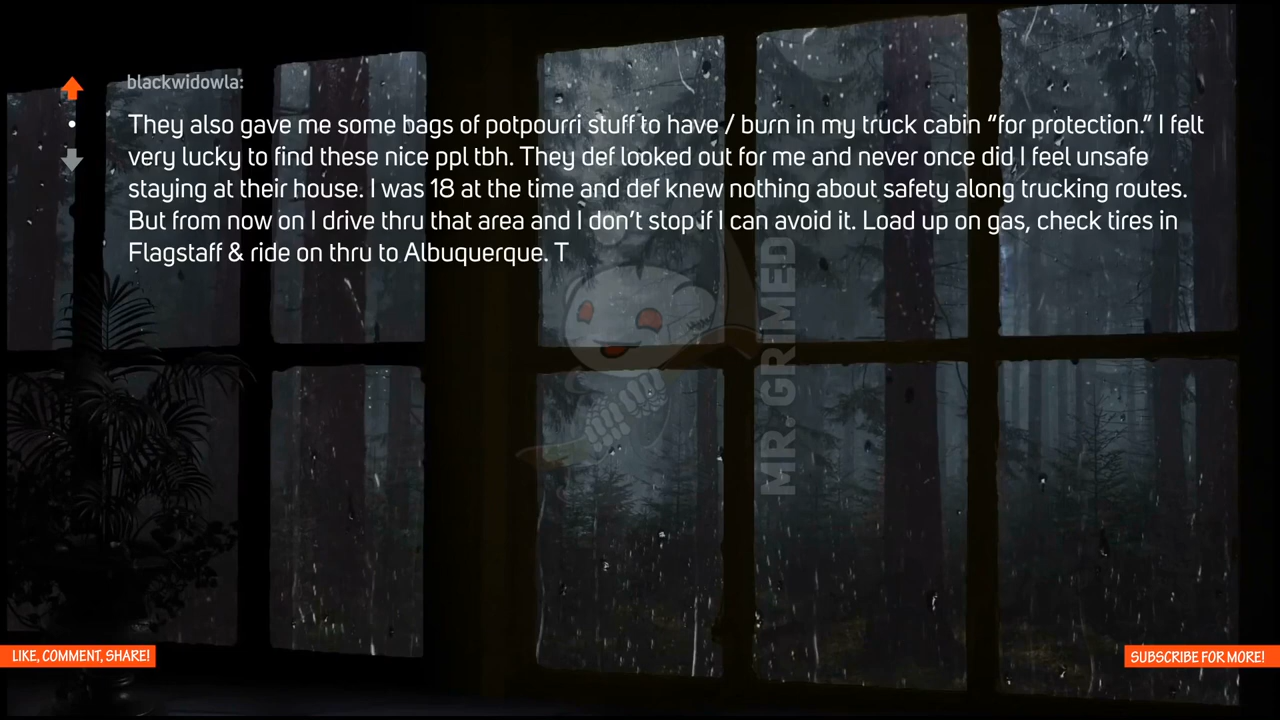 blackwidowla:
They also gave me some bags of potpourri stuff to have / burn in my truck cabin “for protection.” I felt
very lucky to find these nice ppl tbh. They def looked out for me and never once did I feel unsafe
staying at their house. I was 18 at the time and def knew nothing about safety along trucking routes.
But from now on I drive thru that area and I don’t stop if I can avoid it. Load up on gas, check tires in
Flagstaff & ride on thru to Albuquerque. T
MR. GRIMED
LIKE, COMMENT, SHARE!
SUBSCRIBE FOR MORE!